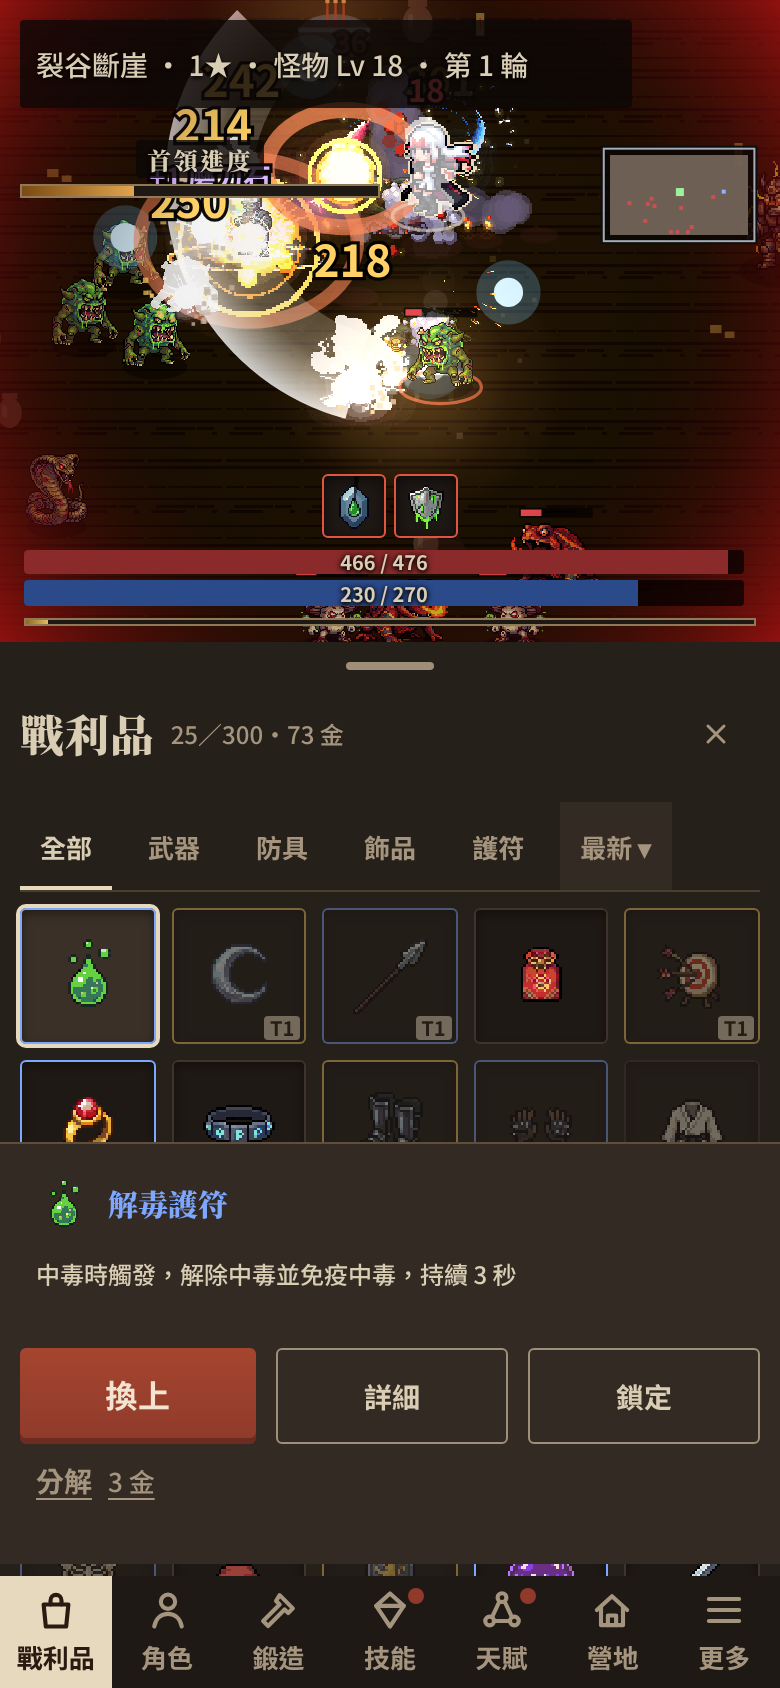 裂谷斷崖 · 1★ · 怪物 Lv 18 · 第 1 輪
242
18
214
首領進度
250
218
466 / 476
230 / 270
戰利品 25／300・73 金
全部 武器 防具 飾品 護符 最新▼
T1 T1 T1
解毒護符
中毒時觸發，解除中毒並免疫中毒，持續 3 秒
換上 詳細 鎖定
分解 3 金
戰利品 角色 鍛造 技能 天賦 營地 更多